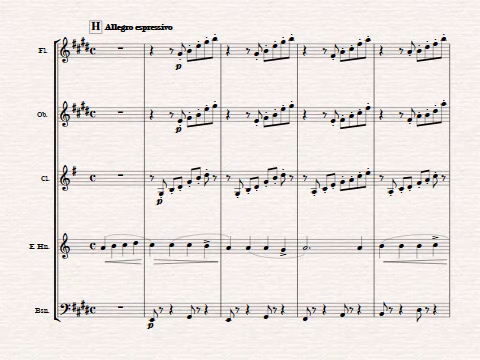 H Allegro espressivo
Fl.
p
Ob.
p
Cl.
p
E Hn.
Bsn.
p